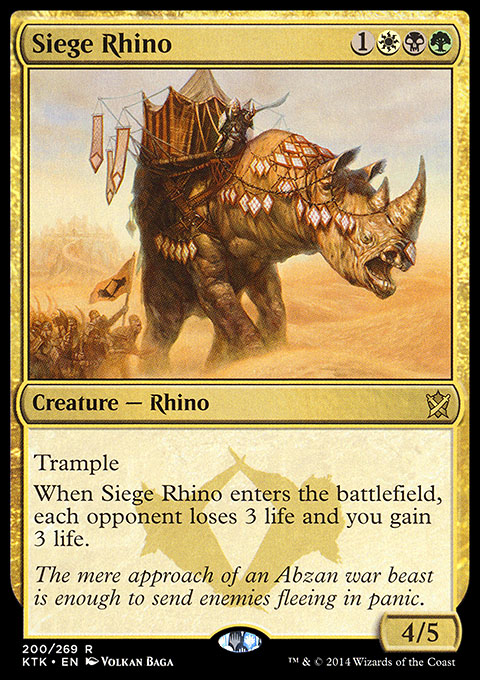 Siege Rhino 1
Creature — Rhino
Trample
When Siege Rhino enters the battlefield,
each opponent loses 3 life and you gain
3 life.
The mere approach of an Abzan war beast
is enough to send enemies fleeing in panic.
4/5
200/269 R
KTK • EN Volkan Baga
™ & © 2014 Wizards of the Coast